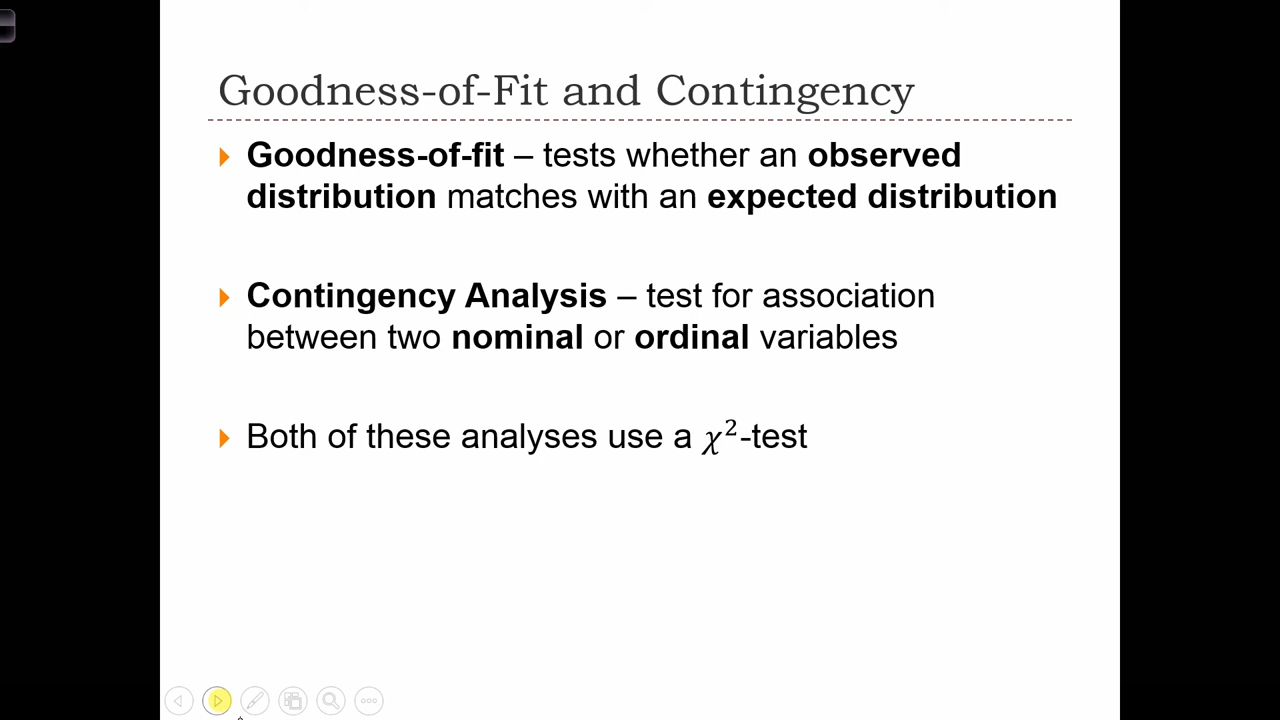 Goodness-of-Fit and Contingency
Goodness-of-fit – tests whether an observed
distribution matches with an expected distribution
Contingency Analysis – test for association
between two nominal or ordinal variables
Both of these analyses use a 𝜒²-test